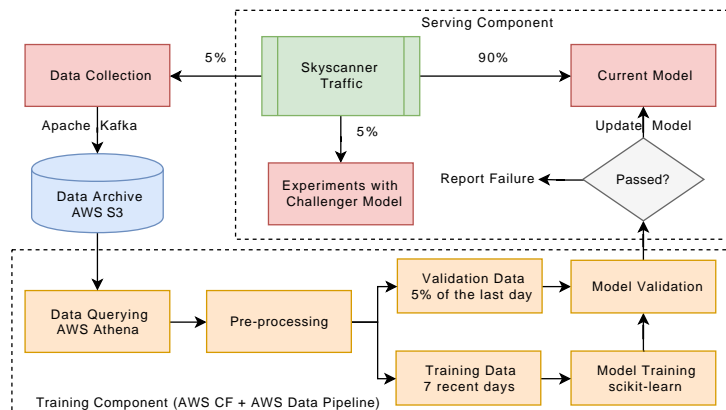 Serving Component
Data Collection
5%
Skyscanner
Traffic
90%
Current Model
Apache Kafka
5%
Update Model
Data Archive
AWS S3
Experiments with
Challenger Model
Report Failure
Passed?
Data Querying
AWS Athena
Pre-processing
Validation Data
5% of the last day
Model Validation
Training Data
7 recent days
Model Training
scikit-learn
Training Component (AWS CF + AWS Data Pipeline)